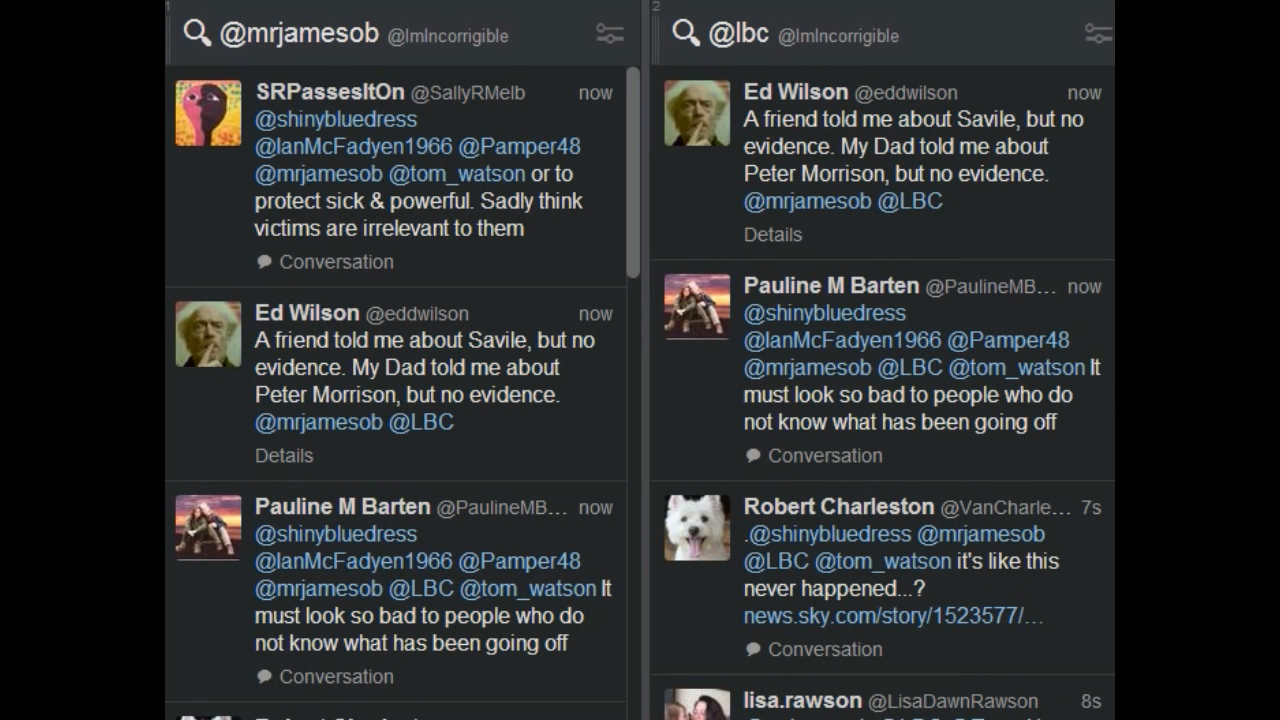 1
@mrjamesob @ImIncorrigible
SRPassesItOn @SallyRMelb now
@shinybluedress
@IanMcFadyen1966 @Pamper48
@mrjamesob @tom_watson or to
protect sick & powerful. Sadly think
victims are irrelevant to them
Conversation
Ed Wilson @eddwilson now
A friend told me about Savile, but no
evidence. My Dad told me about
Peter Morrison, but no evidence.
@mrjamesob @LBC
Details
Pauline M Barten @PaulineMB... now
@shinybluedress
@IanMcFadyen1966 @Pamper48
@mrjamesob @LBC @tom_watson It
must look so bad to people who do
not know what has been going off
Conversation
2
@lbc @ImIncorrigible
Ed Wilson @eddwilson now
A friend told me about Savile, but no
evidence. My Dad told me about
Peter Morrison, but no evidence.
@mrjamesob @LBC
Details
Pauline M Barten @PaulineMB... now
@shinybluedress
@IanMcFadyen1966 @Pamper48
@mrjamesob @LBC @tom_watson It
must look so bad to people who do
not know what has been going off
Conversation
Robert Charleston @VanCharle... 7s
.@shinybluedress @mrjamesob
@LBC @tom_watson it's like this
never happened...?
news.sky.com/story/1523577/...
Conversation
lisa.rawson @LisaDawnRawson 8s